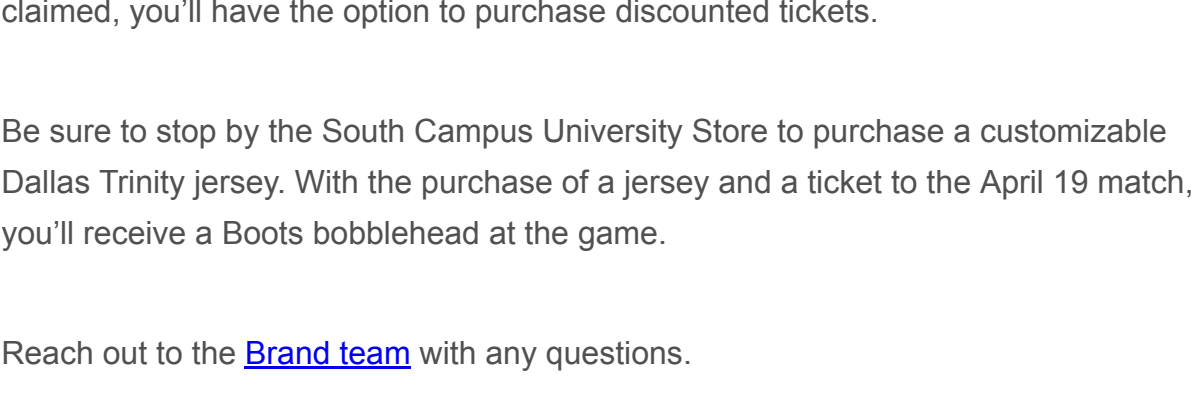 claimed, you’ll have the option to purchase discounted tickets.
Be sure to stop by the South Campus University Store to purchase a customizable
Dallas Trinity jersey. With the purchase of a jersey and a ticket to the April 19 match,
you’ll receive a Boots bobblehead at the game.
Reach out to the Brand team with any questions.